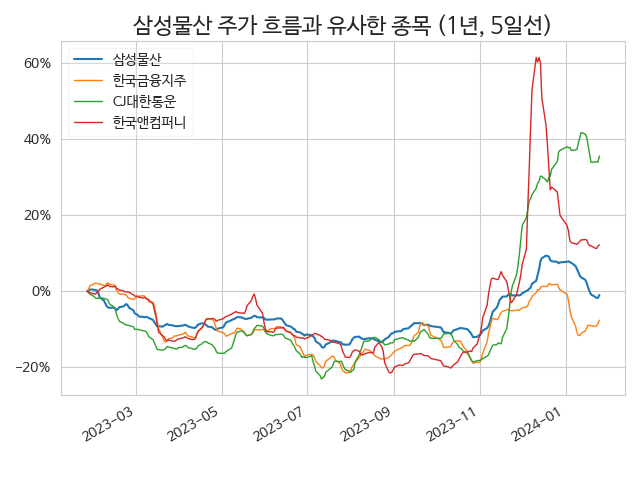 삼성물산 주가 흐름과 유사한 종목 (1년, 5일선)
삼성물산
한국금융지주
CJ대한통운
한국앤컴퍼니
60%
40%
20%
0%
−20%
2023-03
2023-05
2023-07
2023-09
2023-11
2024-01